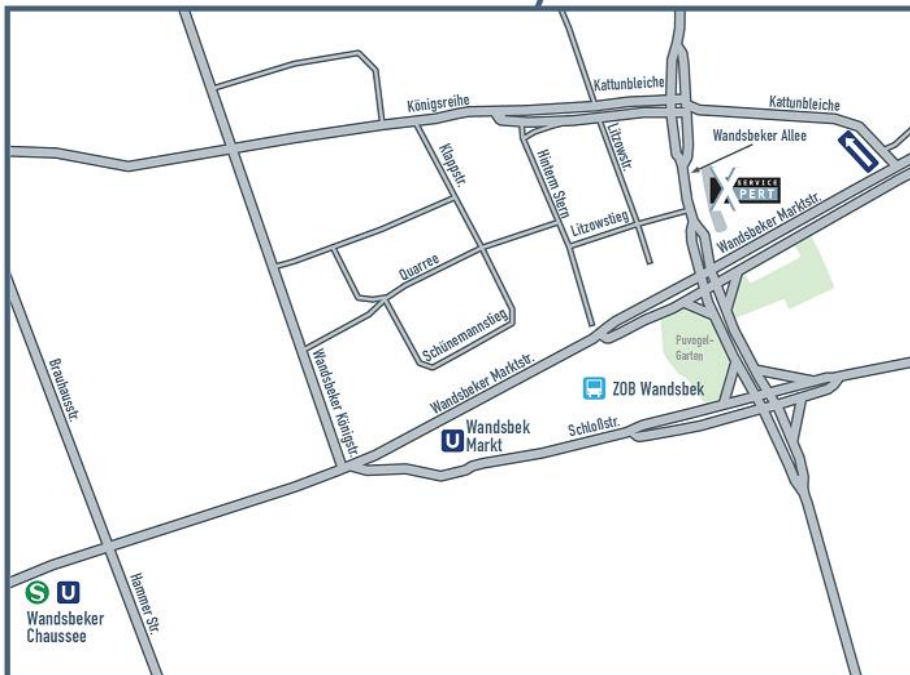 Kattunbleiche
Kattunbleiche
Königsreihe
Wandsbeker Allee
Litzowstr.
Klappstr.
Hinterm Stern
SERVICE
XPERT
Litzowstieg
Wandsbeker Marktstr.
Quarree
Schünemannstieg
Puvogel-
Garten
Wandsbeker Königstr.
Brauhausstr.
Wandsbeker Marktstr.
ZOB Wandsbek
U
Wandsbek
Markt
Schloßstr.
S
U
Wandsbeker
Chaussee
Hammer Str.